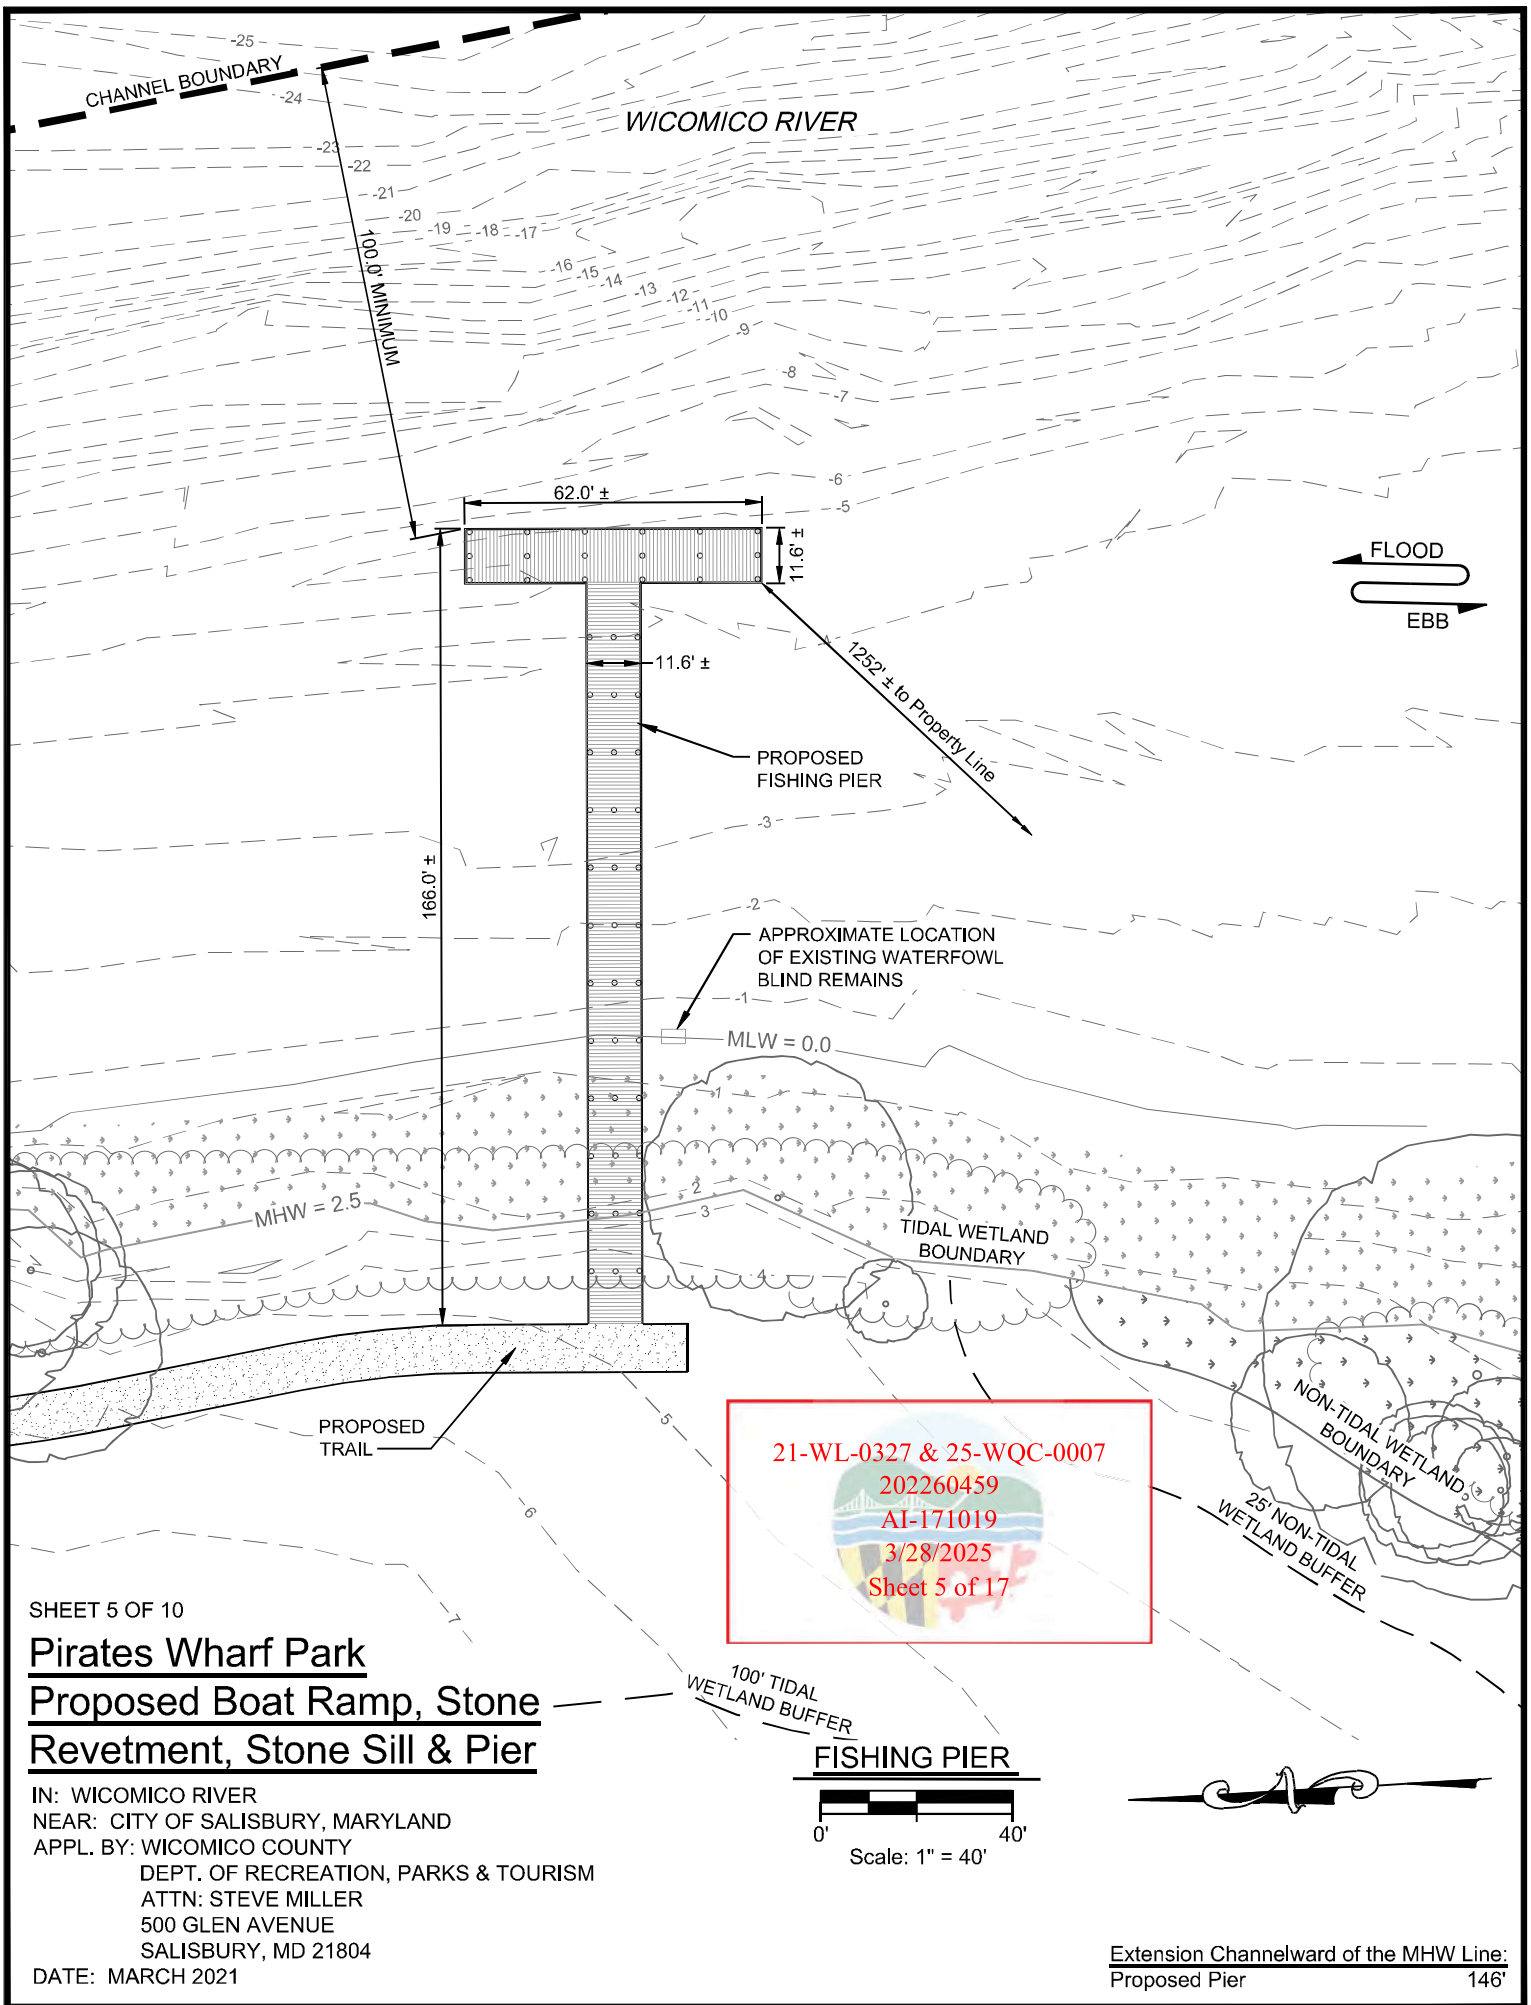 -25
CHANNEL BOUNDARY
-24
WICOMICO RIVER
-23
-22
-21
-20
-19
-18
-17
100.0' MINIMUM
-16
-15
-14
-13
-12
-11
-10
-9
-8
-7
-6
-5
62.0' ±
11.6' ±
FLOOD
EBB
-4
11.6' ±
1252' ± to Property Line
PROPOSED
FISHING PIER
-3
166.0' ±
-2
APPROXIMATE LOCATION
OF EXISTING WATERFOWL
BLIND REMAINS
-1
MLW = 0.0
1
2
MHW = 2.5
3
TIDAL WETLAND
BOUNDARY
4
PROPOSED
TRAIL
5
NON-TIDAL WETLAND
BOUNDARY
21-WL-0327 & 25-WQC-0007
202260459
AI-171019
3/28/2025
Sheet 5 of 17
25' NON-TIDAL
WETLAND BUFFER
6
7
SHEET 5 OF 10
Pirates Wharf Park
Proposed Boat Ramp, Stone
Revetment, Stone Sill & Pier
100' TIDAL
WETLAND BUFFER
IN: WICOMICO RIVER
NEAR: CITY OF SALISBURY, MARYLAND
APPL. BY: WICOMICO COUNTY
DEPT. OF RECREATION, PARKS & TOURISM
ATTN: STEVE MILLER
500 GLEN AVENUE
SALISBURY, MD 21804
DATE: MARCH 2021
FISHING PIER
0' 40'
Scale: 1" = 40'
N
Extension Channelward of the MHW Line:
Proposed Pier 146'